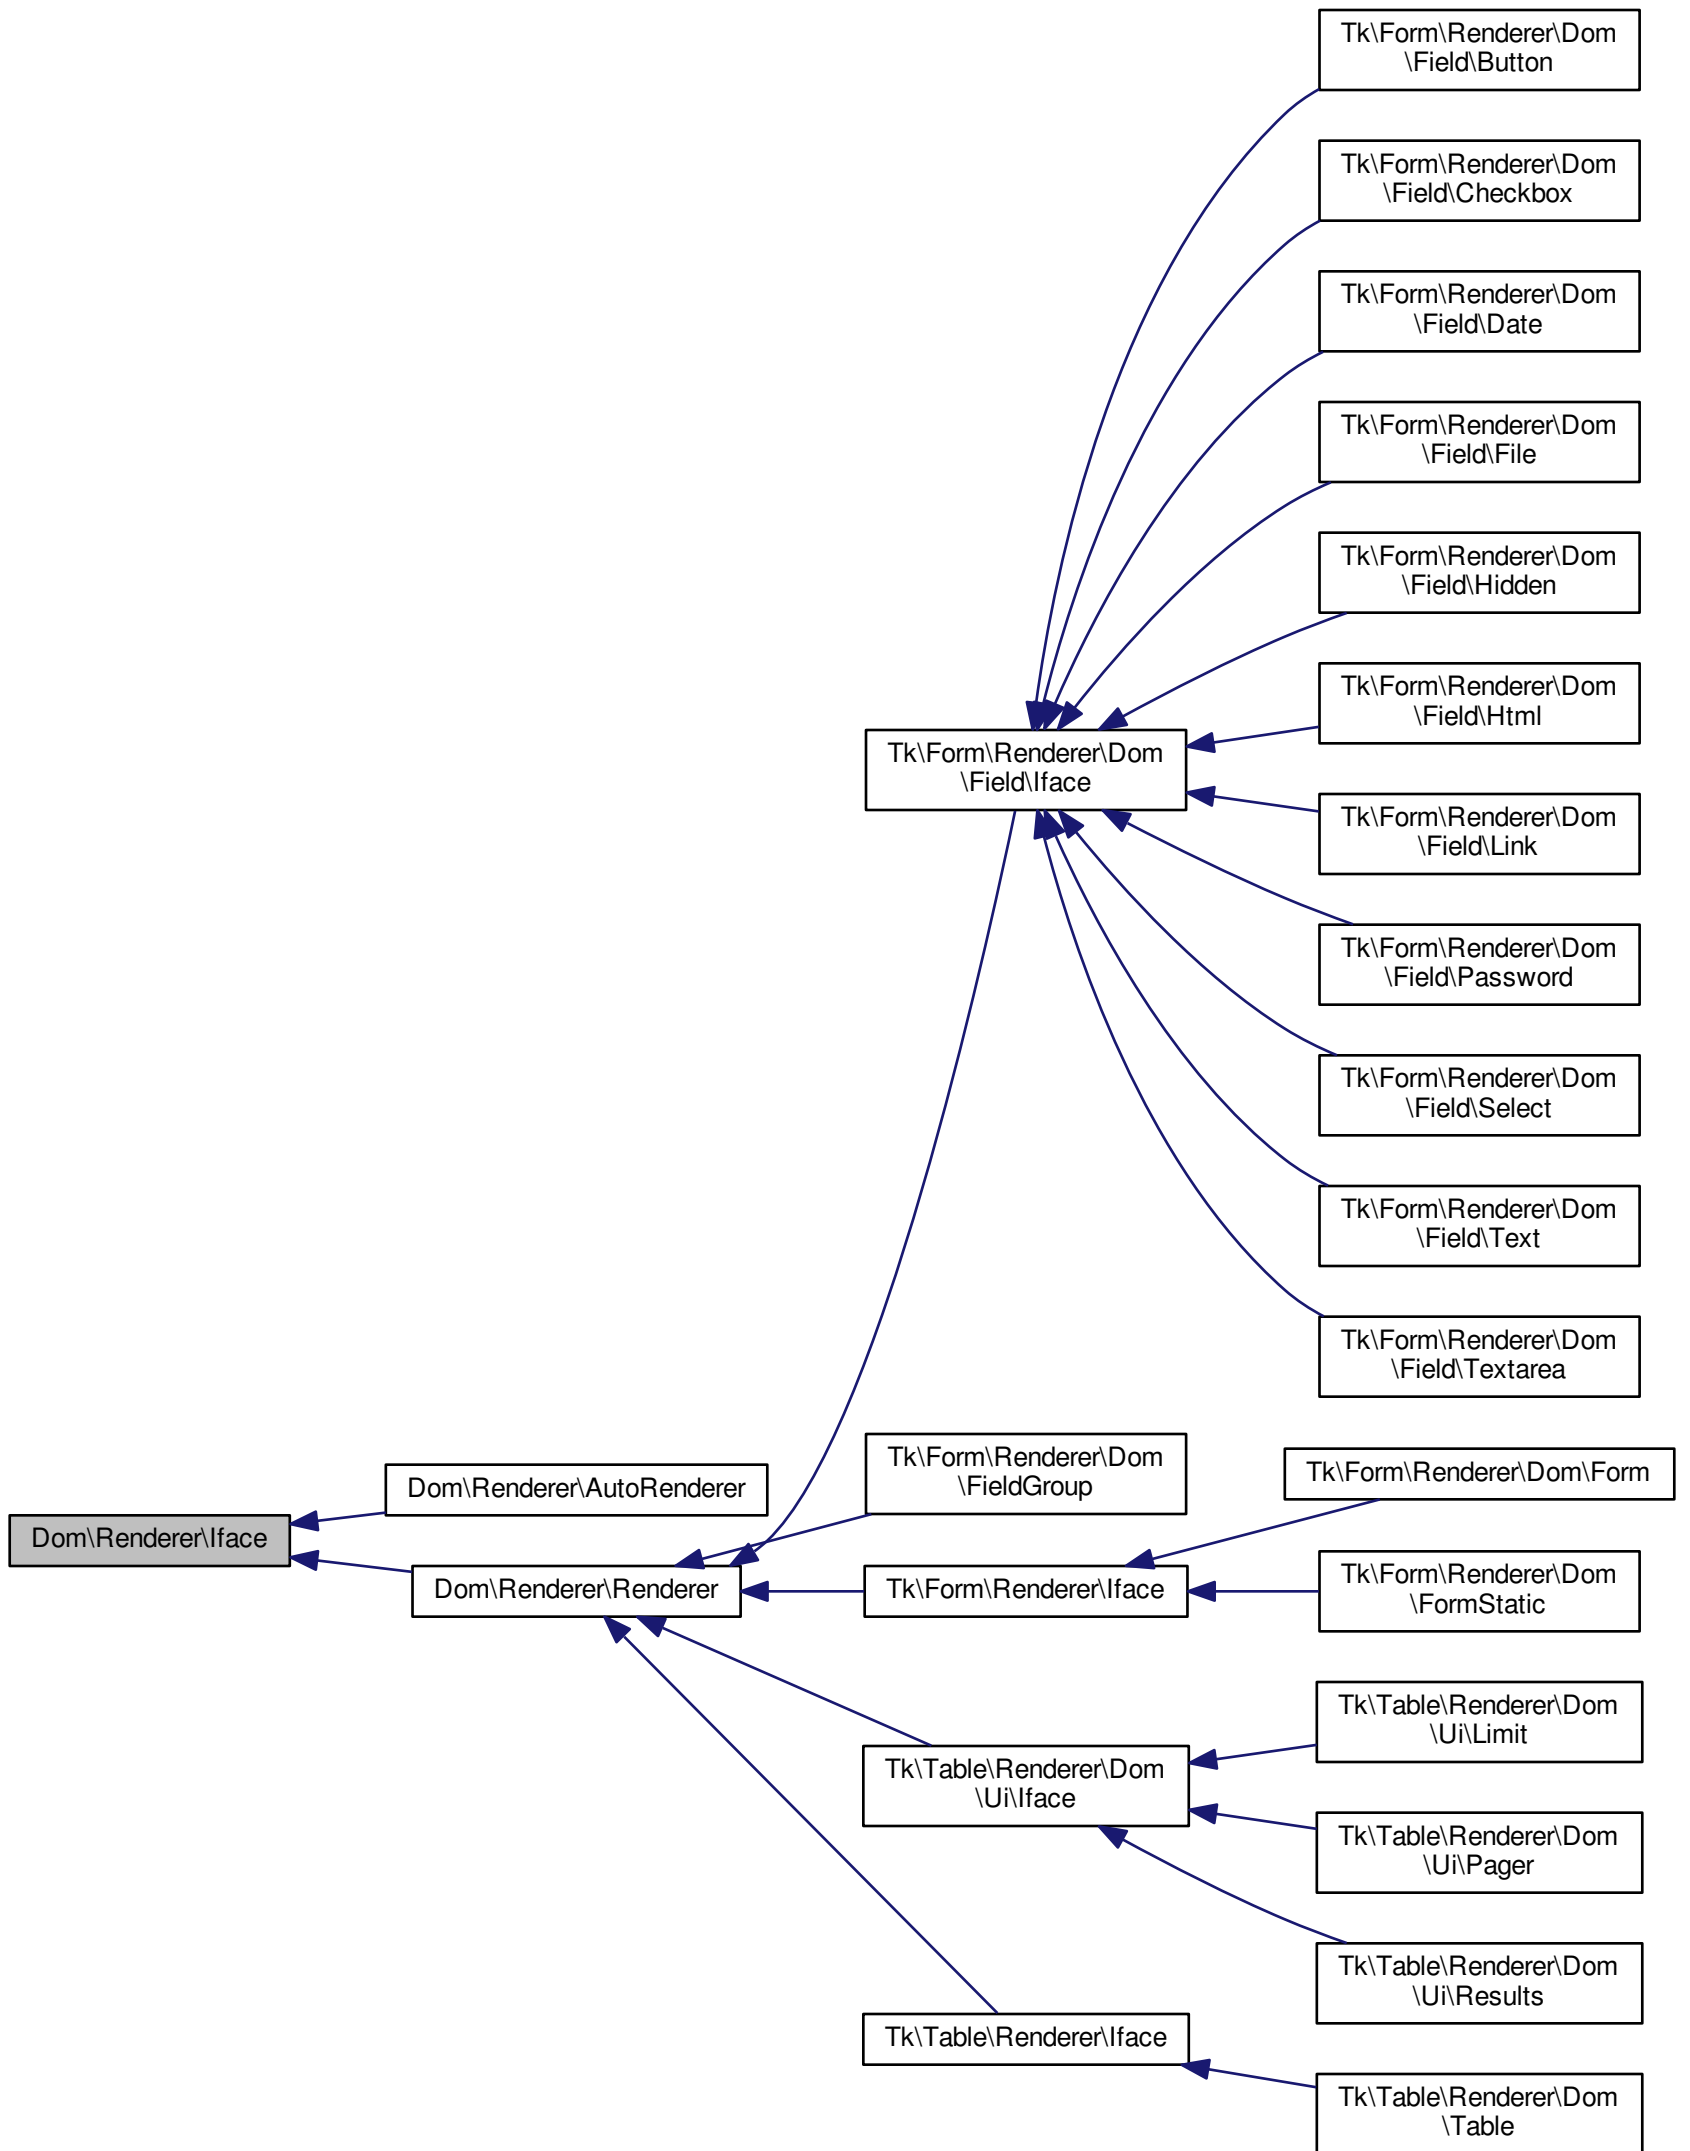 Tk\Form\Renderer\Dom
\Field\Button
Tk\Form\Renderer\Dom
\Field\Checkbox
Tk\Form\Renderer\Dom
\Field\Date
Tk\Form\Renderer\Dom
\Field\File
Tk\Form\Renderer\Dom
\Field\Hidden
Tk\Form\Renderer\Dom
\Field\Html
Tk\Form\Renderer\Dom
\Field\Iface
Tk\Form\Renderer\Dom
\Field\Link
Tk\Form\Renderer\Dom
\Field\Password
Tk\Form\Renderer\Dom
\Field\Select
Tk\Form\Renderer\Dom
\Field\Text
Tk\Form\Renderer\Dom
\Field\Textarea
Dom\Renderer\Iface
Dom\Renderer\AutoRenderer
Dom\Renderer\Renderer
Tk\Form\Renderer\Dom
\FieldGroup
Tk\Form\Renderer\Iface
Tk\Form\Renderer\Dom\Form
Tk\Form\Renderer\Dom
\FormStatic
Tk\Table\Renderer\Dom
\Ui\Iface
Tk\Table\Renderer\Dom
\Ui\Limit
Tk\Table\Renderer\Dom
\Ui\Pager
Tk\Table\Renderer\Dom
\Ui\Results
Tk\Table\Renderer\Iface
Tk\Table\Renderer\Dom
\Table